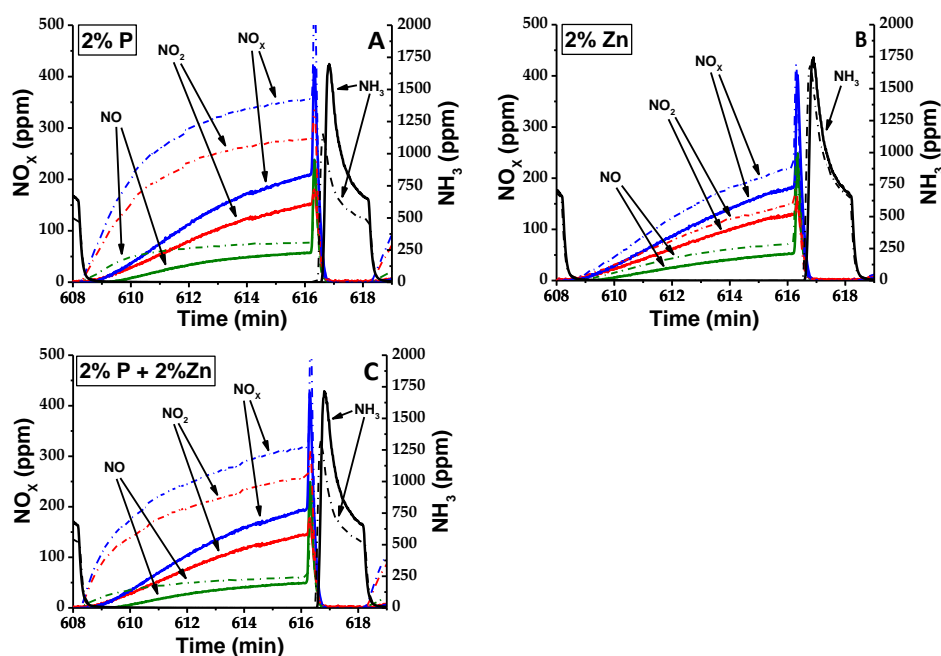 2% P
A
NO
NO2
NOX
NH3
500
400
300
200
100
0
2000
1750
1500
1250
1000
750
500
250
0
NOX (ppm)
NH3 (ppm)
608 610 612 614 616 618
Time (min)
2% Zn
B
NO
NO2
NOX
NH3
500
400
300
200
100
0
2000
1750
1500
1250
1000
750
500
250
0
NOX (ppm)
NH3 (ppm)
608 610 612 614 616 618
Time (min)
2% P + 2%Zn
C
NO
NO2
NOX
NH3
500
400
300
200
100
0
2000
1750
1500
1250
1000
750
500
250
0
NOX (ppm)
NH3 (ppm)
608 610 612 614 616 618
Time (min)